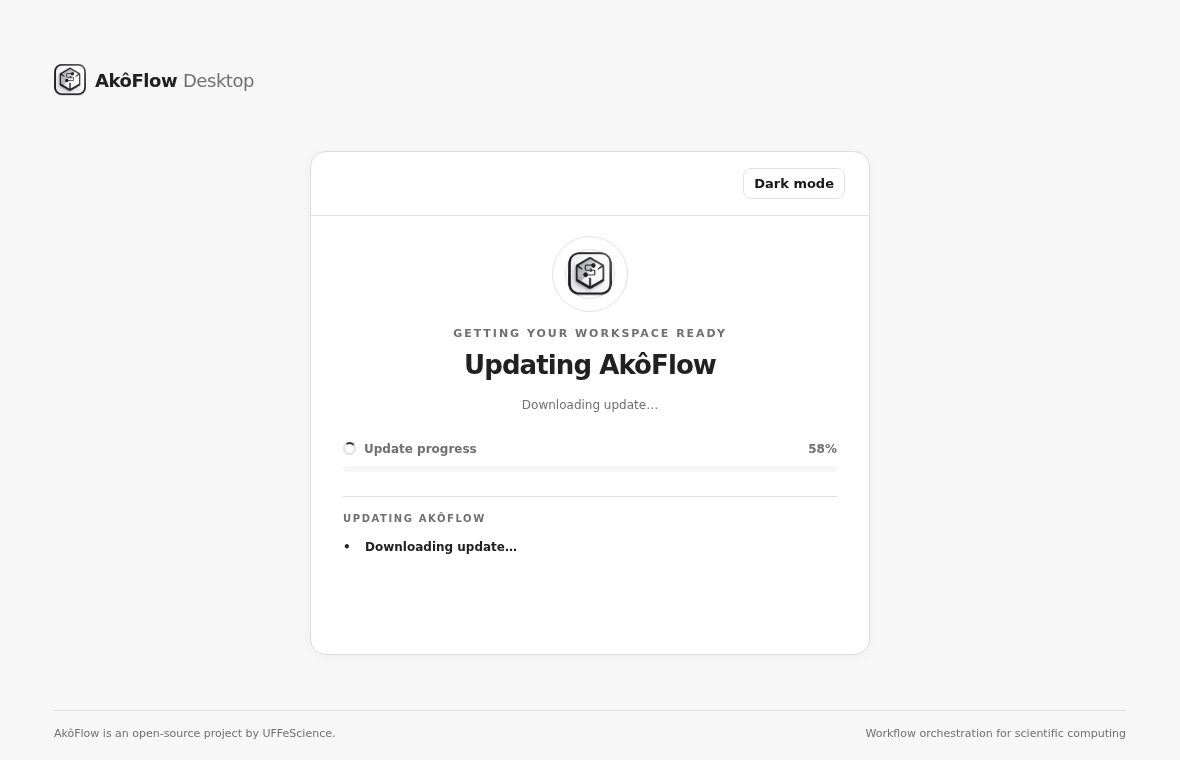 AkôFlow Desktop
Dark mode
GETTING YOUR WORKSPACE READY
Updating AkôFlow
Downloading update…
Update progress 58%
UPDATING AKÔFLOW
• Downloading update…
AkôFlow is an open-source project by UFFeScience.
Workflow orchestration for scientific computing